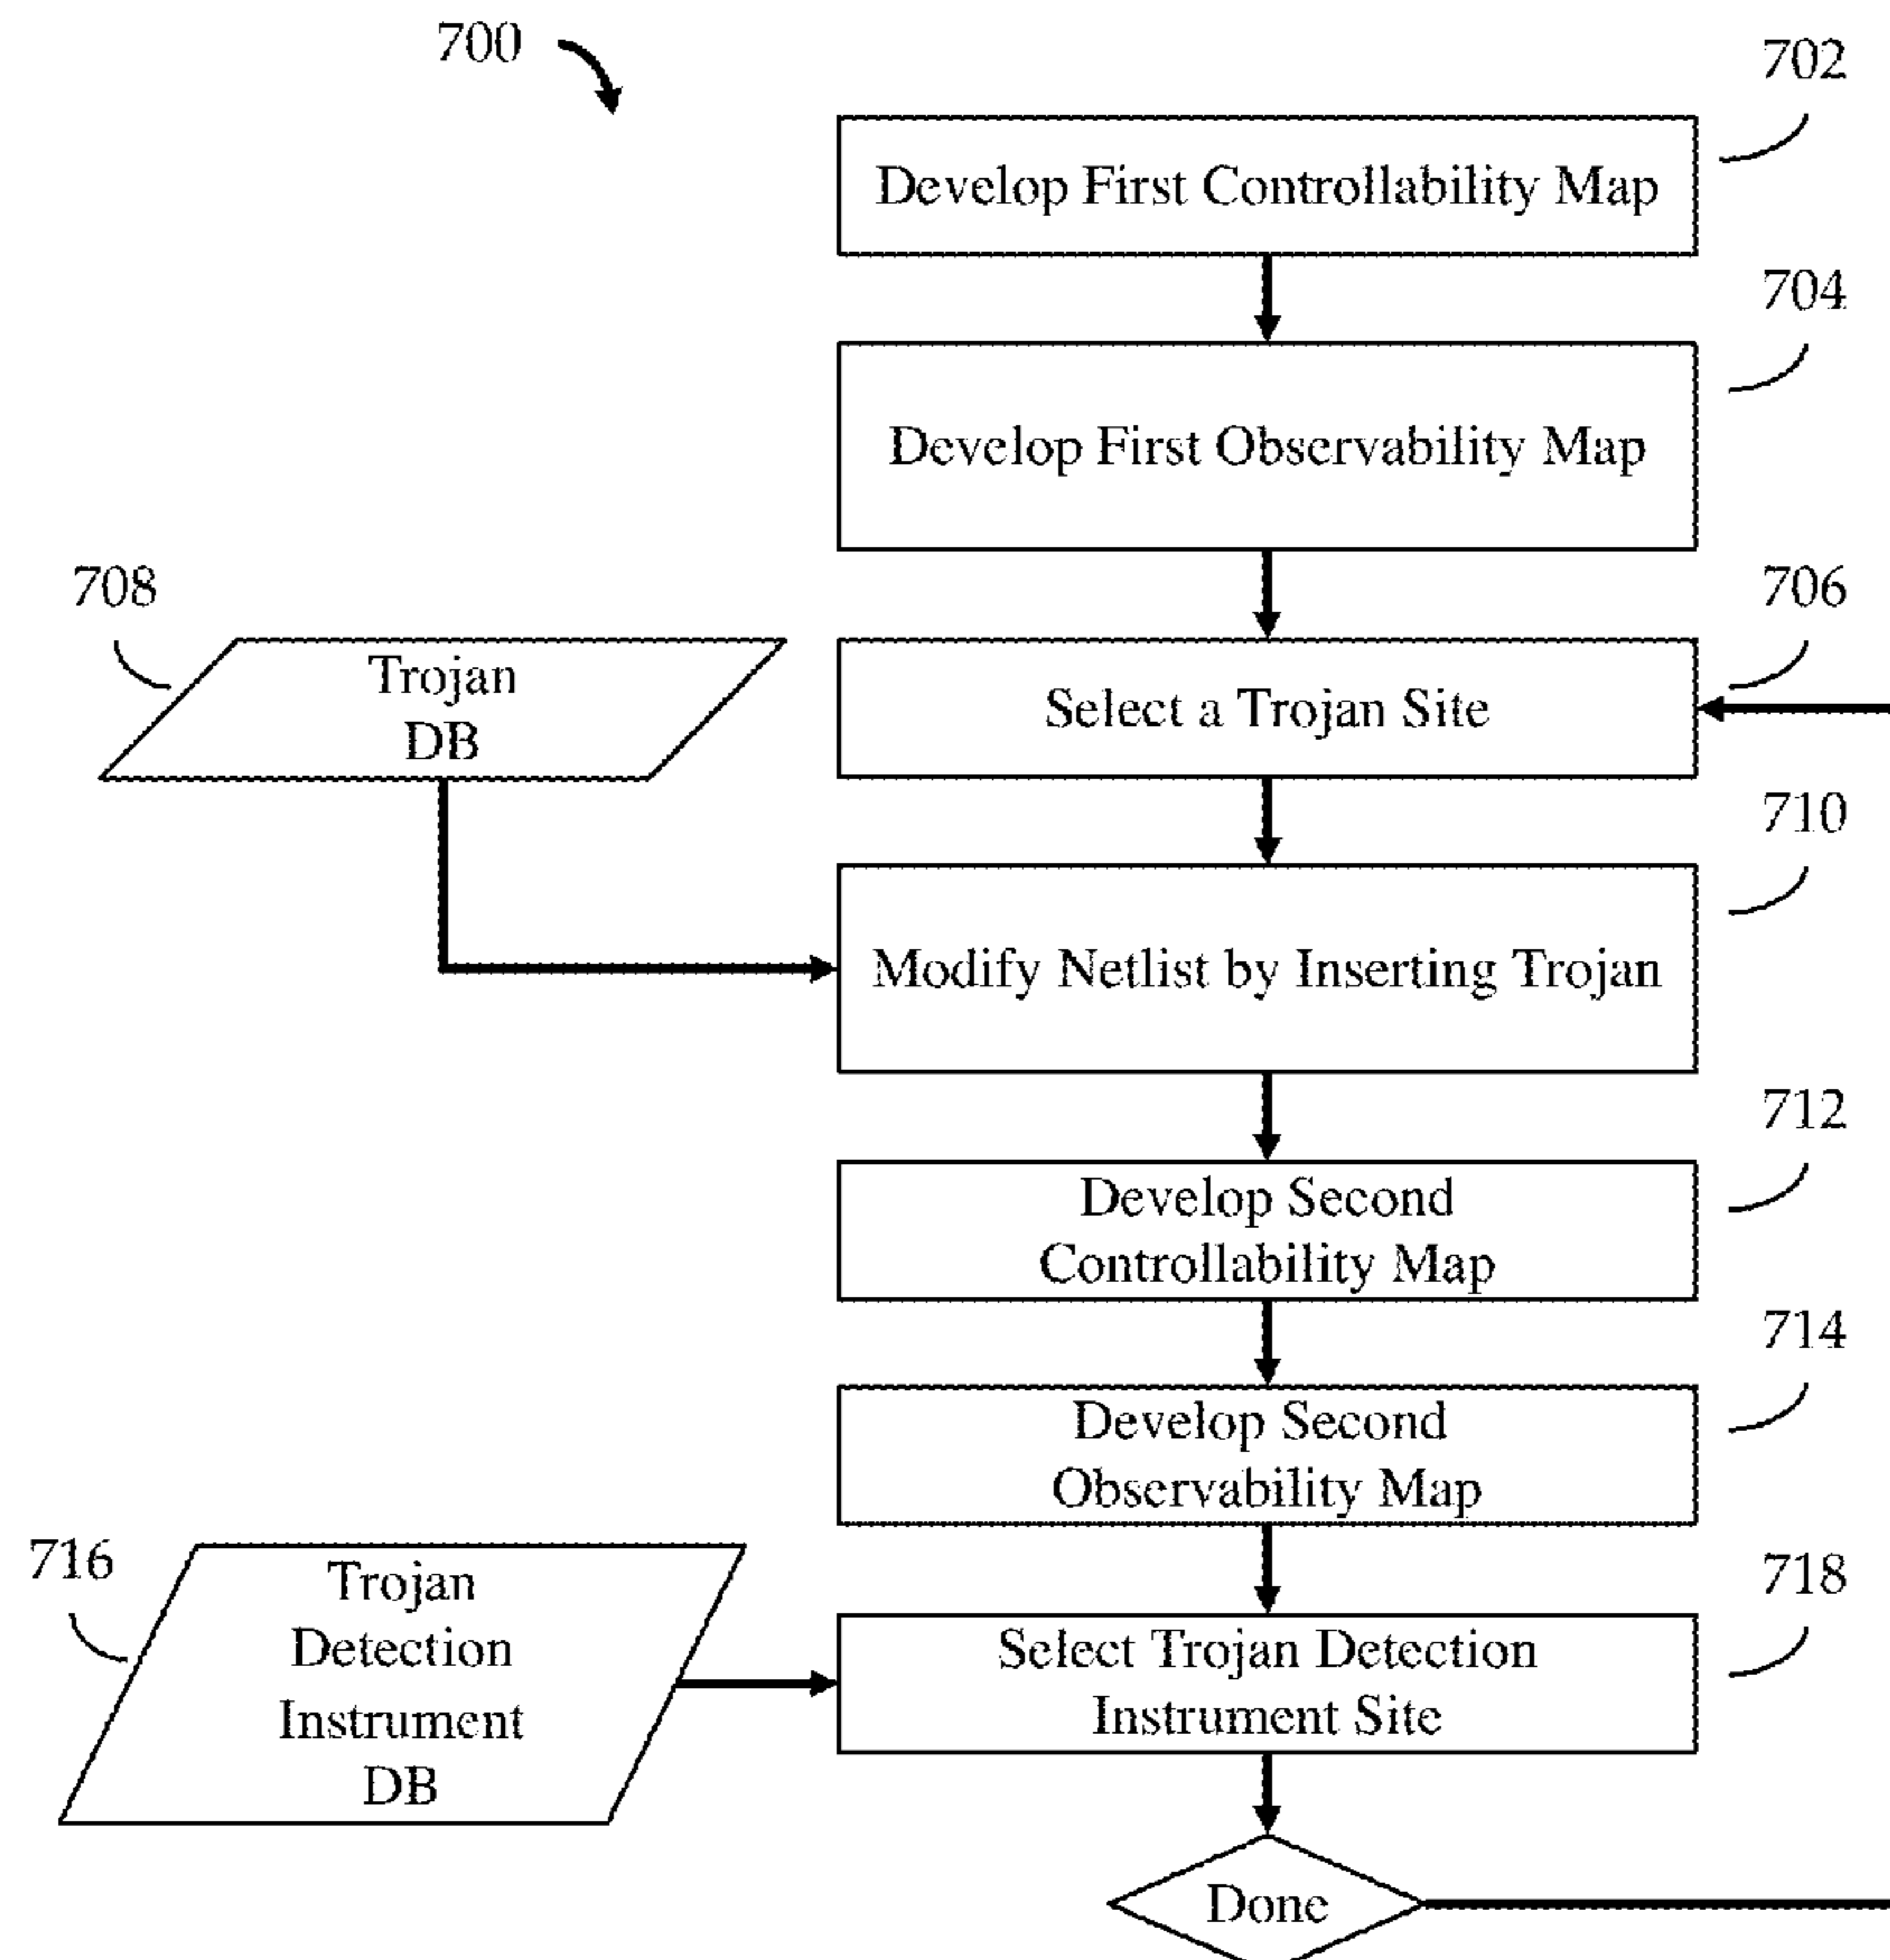 700
702
Develop First Controllability Map
704
Develop First Observability Map
708
706
Trojan
DB
Select a Trojan Site
710
Modify Netlist by Inserting Trojan
712
Develop Second
Controllability Map
714
Develop Second
Observability Map
716
718
Trojan
Detection
Instrument
DB
Select Trojan Detection
Instrument Site
Done